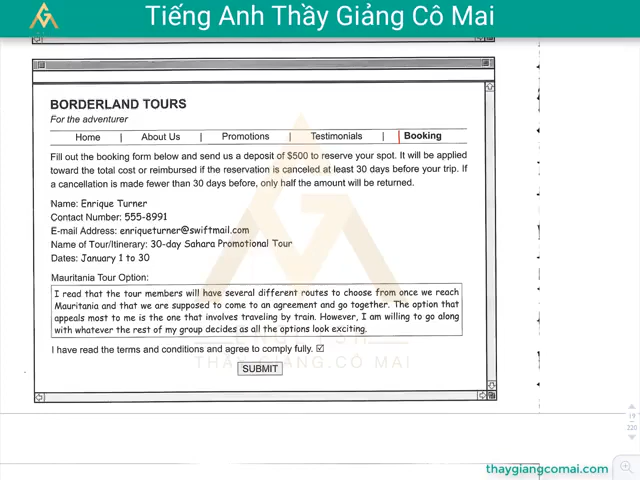 Tiếng Anh Thầy Giảng Cô Mai
BORDERLAND TOURS
For the adventurer
Home | About Us | Promotions | Testimonials | Booking
Fill out the booking form below and send us a deposit of $500 to reserve your spot. It will be applied
toward the total cost or reimbursed if the reservation is canceled at least 30 days before your trip. If
a cancellation is made fewer than 30 days before, only half the amount will be returned.
Name: Enrique Turner
Contact Number: 555-8991
E-mail Address: enriqueturner@swiftmail.com
Name of Tour/Itinerary: 30-day Sahara Promotional Tour
Dates: January 1 to 30
Mauritania Tour Option:
I read that the tour members will have several different routes to choose from once we reach
Mauritania and that we are supposed to come to an agreement and go together. The option that
appeals most to me is the one that involves traveling by train. However, I am willing to go along
with whatever the rest of my group decides as all the options look exciting.
I have read the terms and conditions and agree to comply fully. ☑
THẦY GIẢNG.CÔ MAI
SUBMIT
19
220
thaygiangcomai.com